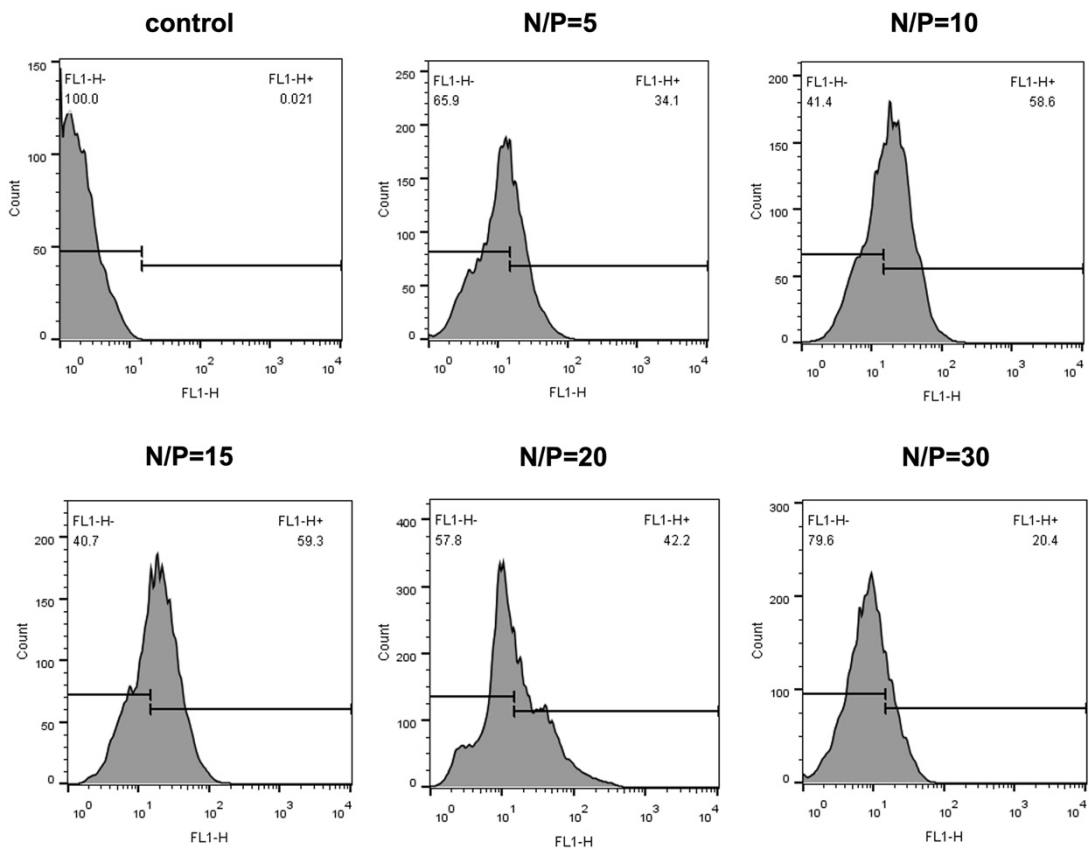 control
N/P=5
N/P=10
150
FL1-H-
FL1-H+
100.0
0.021
100
50
0
Count
10^0
10^1
10^2
10^3
10^4
FL1-H
250
FL1-H-
FL1-H+
65.9
34.1
200
150
100
50
0
Count
10^0
10^1
10^2
10^3
10^4
FL1-H
200
FL1-H-
FL1-H+
41.4
58.6
150
100
50
0
Count
10^0
10^1
10^2
10^3
10^4
FL1-H
N/P=15
N/P=20
N/P=30
FL1-H-
FL1-H+
40.7
59.3
200
150
100
50
0
Count
10^0
10^1
10^2
10^3
10^4
FL1-H
400
FL1-H-
FL1-H+
57.8
42.2
300
200
100
0
Count
10^0
10^1
10^2
10^3
10^4
FL1-H
300
FL1-H-
FL1-H+
79.6
20.4
200
100
0
Count
10^0
10^1
10^2
10^3
10^4
FL1-H